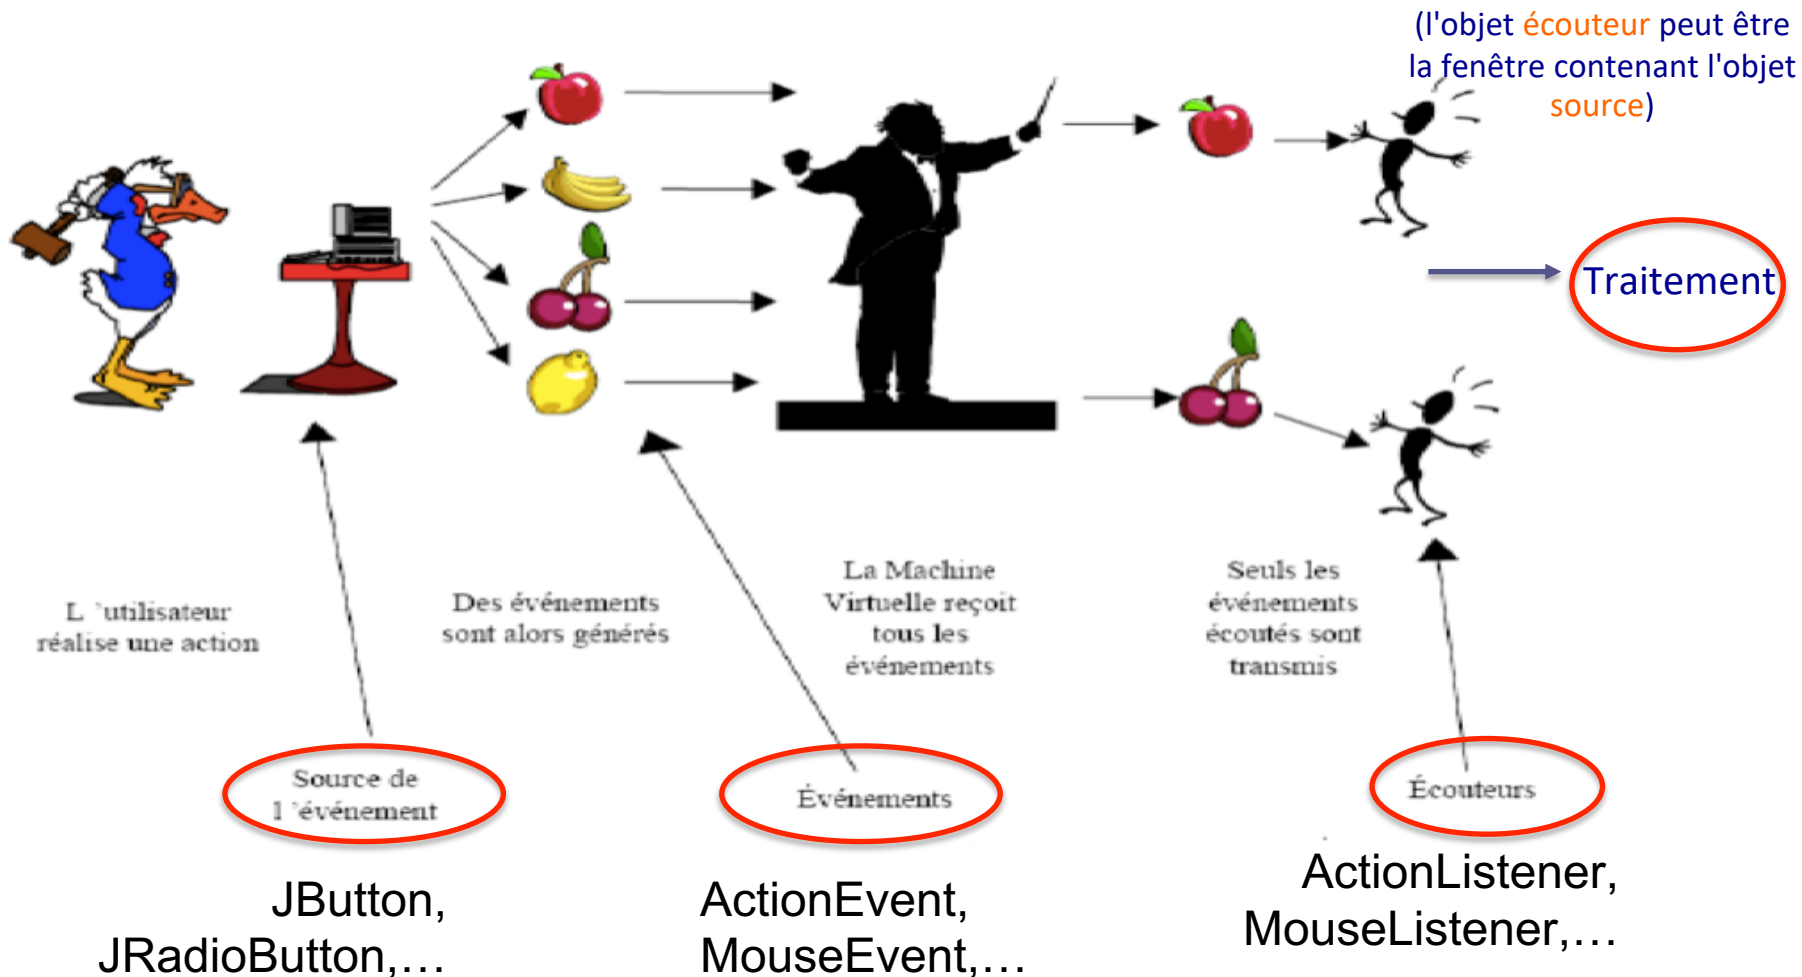 (l'objet écouteur peut être
la fenêtre contenant l'objet
source)
Traitement
L 'utilisateur
réalise une action
Des événements
sont alors générés
La Machine
Virtuelle reçoit
tous les
événements
Seuls les
événements
écoutés sont
transmis
Source de
l 'événement
Événements
Écouteurs
JButton,
JRadioButton,...
ActionEvent,
MouseEvent,...
ActionListener,
MouseListener,...